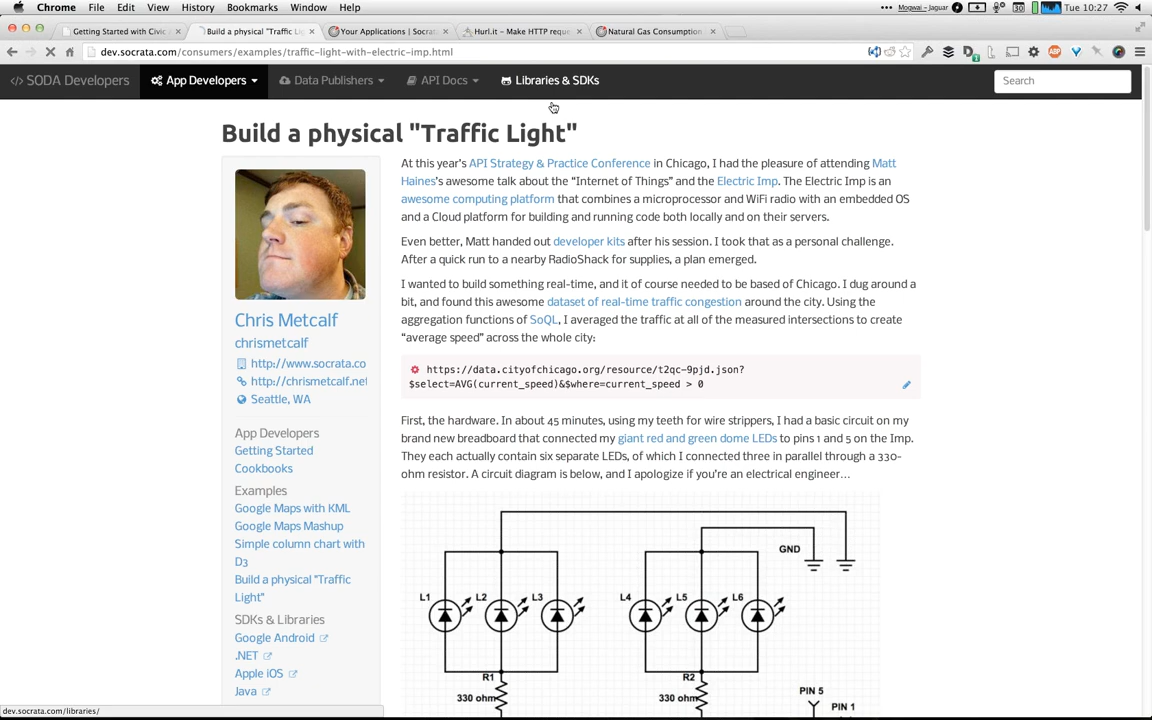 Chrome File Edit View History Bookmarks Window Help
Mogwai – Jaguar
30
Tue 10:27
Getting Started with Civic
Build a physical "Traffic Li
Your Applications | Socrat
Hurl.it – Make HTTP reque
Natural Gas Consumption
dev.socrata.com/consumers/examples/traffic-light-with-electric-imp.html
</> SODA Developers App Developers Data Publishers API Docs Libraries & SDKs Search
Build a physical "Traffic Light"
Chris Metcalf
chrismetcalf
http://www.socrata.co
http://chrismetcalf.net
Seattle, WA
App Developers
Getting Started
Cookbooks
Examples
Google Maps with KML
Google Maps Mashup
Simple column chart with
D3
Build a physical "Traffic
Light"
SDKs & Libraries
Google Android
.NET
Apple iOS
Java
At this year's API Strategy & Practice Conference in Chicago, I had the pleasure of attending Matt
Haines's awesome talk about the "Internet of Things" and the Electric Imp. The Electric Imp is an
awesome computing platform that combines a microprocessor and WiFi radio with an embedded OS
and a Cloud platform for building and running code both locally and on their servers.
Even better, Matt handed out developer kits after his session. I took that as a personal challenge.
After a quick run to a nearby RadioShack for supplies, a plan emerged.
I wanted to build something real-time, and it of course needed to be based of Chicago. I dug around a
bit, and found this awesome dataset of real-time traffic congestion around the city. Using the
aggregation functions of SoQL, I averaged the traffic at all of the measured intersections to create
"average speed" across the whole city:
https://data.cityofchicago.org/resource/t2qc-9pjd.json?
$select=AVG(current_speed)&$where=current_speed > 0
First, the hardware. In about 45 minutes, using my teeth for wire strippers, I had a basic circuit on my
brand new breadboard that connected my giant red and green dome LEDs to pins 1 and 5 on the Imp.
They each actually contain six separate LEDs, of which I connected three in parallel through a 330-
ohm resistor. A circuit diagram is below, and I apologize if you're an electrical engineer...
GND
L1 L2 L3 L4 L5 L6
R1 R2
330 ohm 330 ohm
PIN 5
PIN 1
dev.socrata.com/libraries/